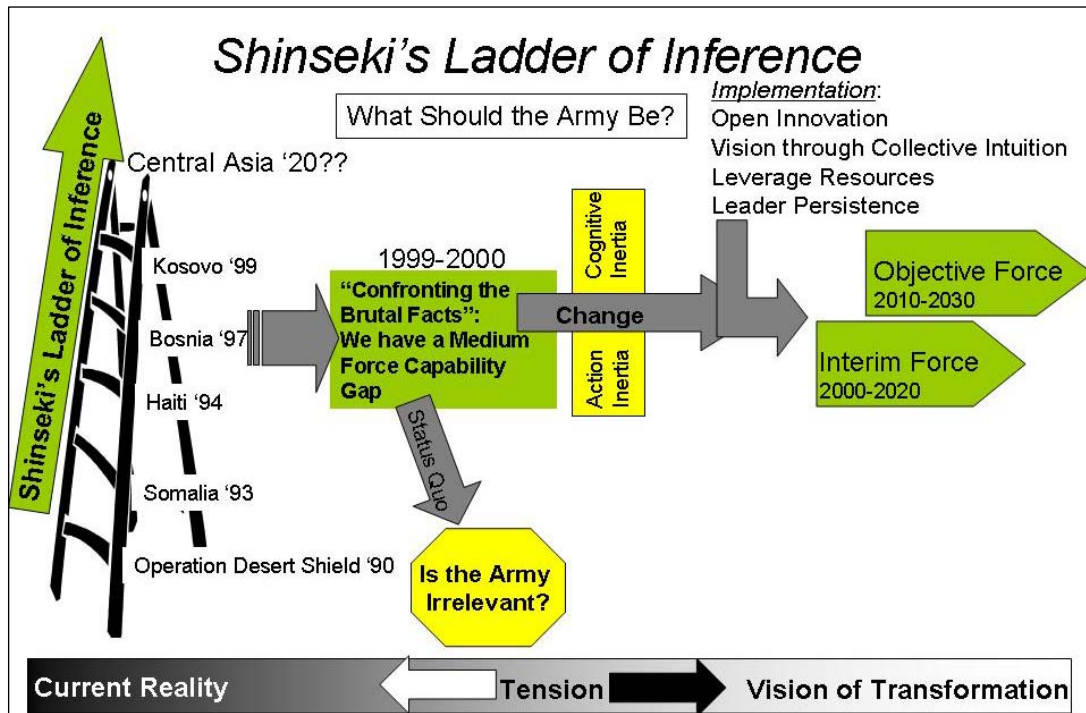 Shinseki's Ladder of Inference
What Should the Army Be?
Implementation:
Open Innovation
Vision through Collective Intuition
Leverage Resources
Leader Persistence
Shinseki's Ladder of Inference
Central Asia '20??
Kosovo '99
Bosnia '97
Haiti '94
Somalia '93
Operation Desert Shield '90
1999-2000
“Confronting the
Brutal Facts”:
We have a Medium
Force Capability
Gap
Cognitive
Inertia
Change
Action
Inertia
Objective Force
2010-2030
Interim Force
2000-2020
Status Quo
Is the Army
Irrelevant?
Current Reality
Tension
Vision of Transformation